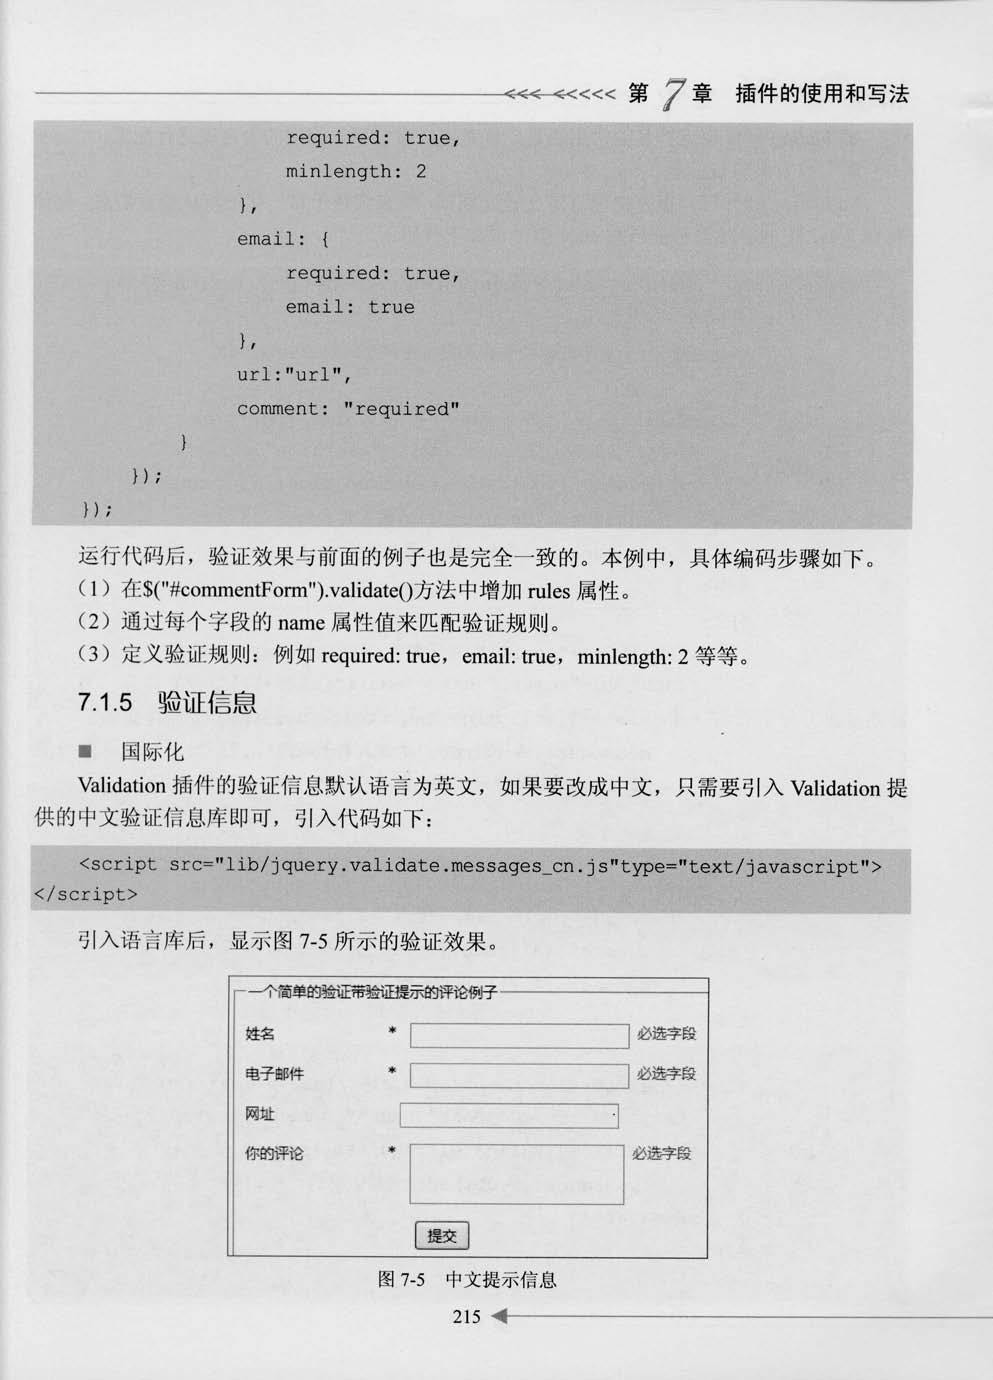 <<< <<<<< 第 7 章 插件的使用和写法
required: true,
minlength: 2
},
email: {
required: true,
email: true
},
url:"url",
comment: "required"
}
});
});
运行代码后，验证效果与前面的例子也是完全一致的。本例中，具体编码步骤如下。
（1）在$("#commentForm").validate()方法中增加 rules 属性。
（2）通过每个字段的 name 属性值来匹配验证规则。
（3）定义验证规则：例如 required: true，email: true，minlength: 2 等等。
7.1.5 验证信息
■ 国际化
Validation 插件的验证信息默认语言为英文，如果要改成中文，只需要引入 Validation 提
供的中文验证信息库即可，引入代码如下：
<script src="lib/jquery.validate.messages_cn.js"type="text/javascript">
</script>
引入语言库后，显示图 7-5 所示的验证效果。
一个简单的验证带验证提示的评论例子
姓名 * 必选字段
电子邮件 * 必选字段
网址
你的评论 * 必选字段
提交
图 7-5 中文提示信息
215